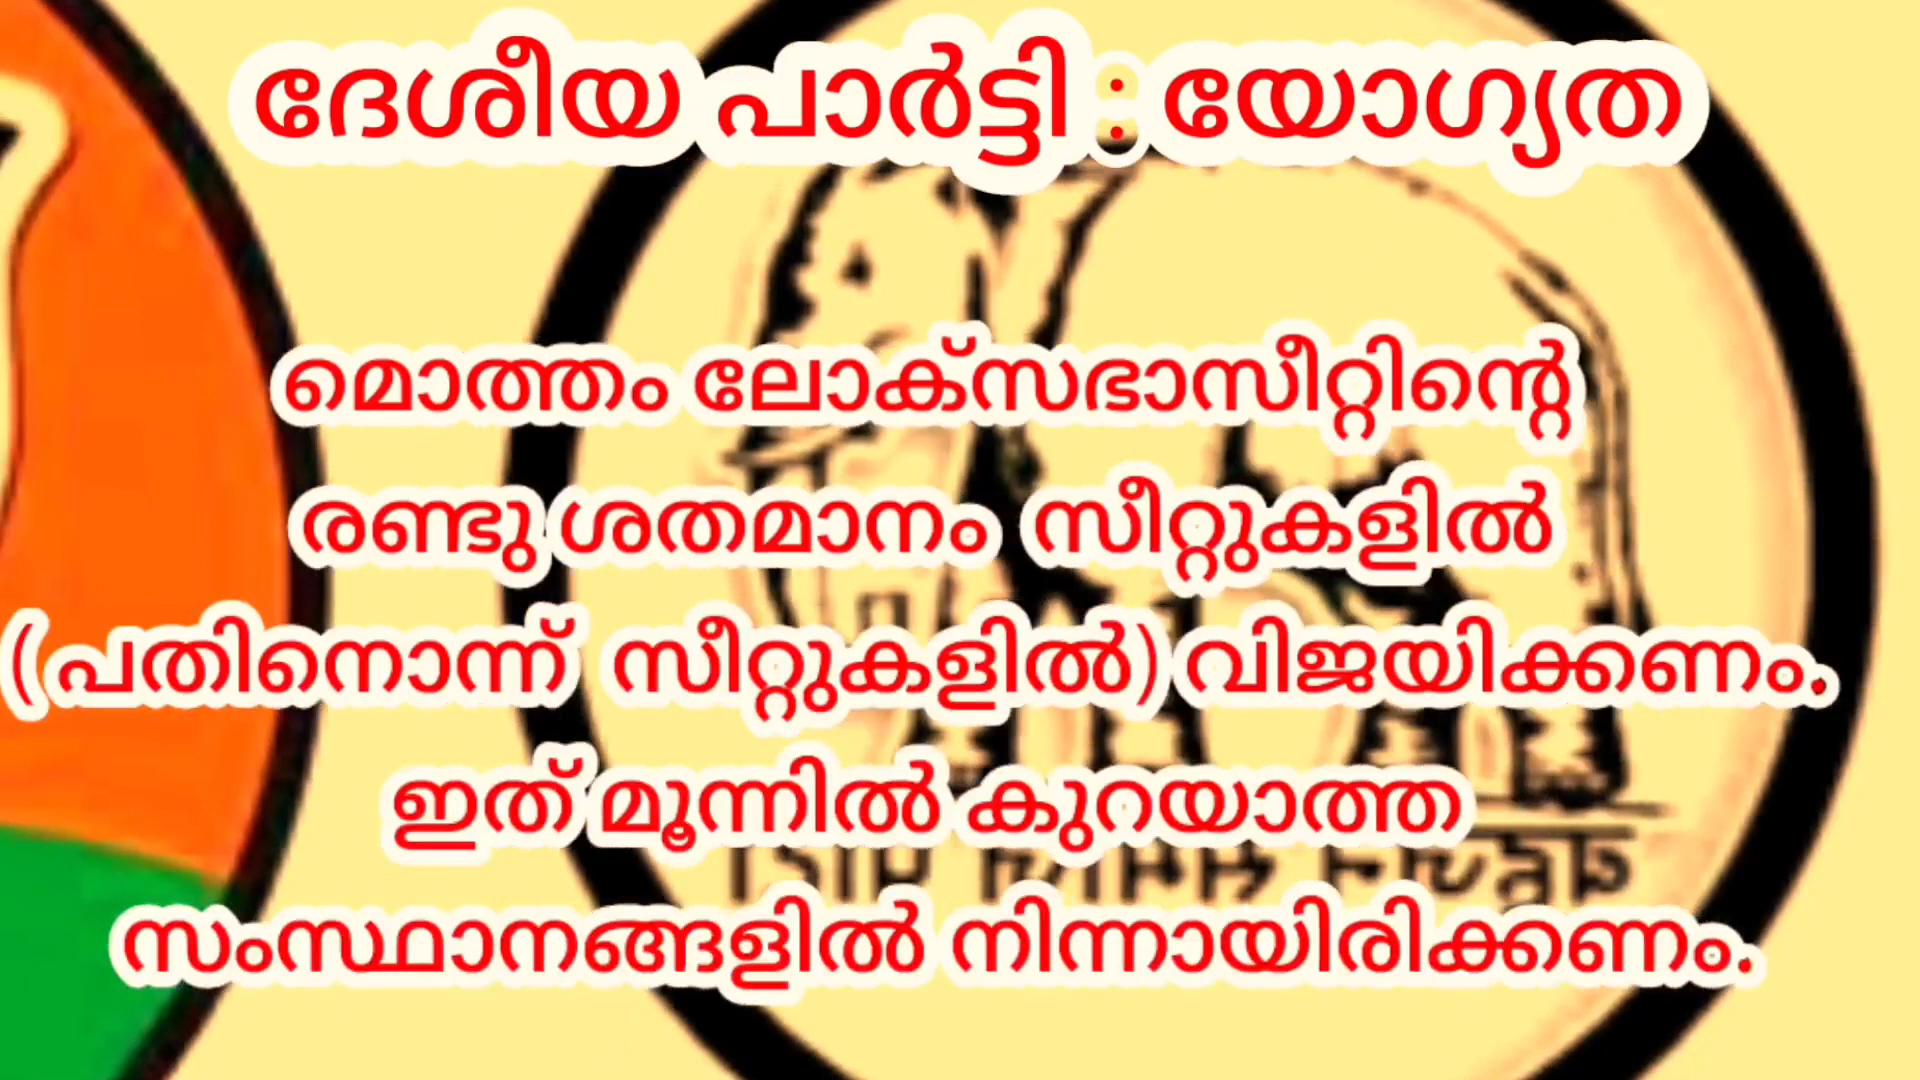 ദേശീയ പാർട്ടി : യോഗ്യത
മൊത്തം ലോക്സഭാസീറ്റിന്റെ
രണ്ടു ശതമാനം സീറ്റുകളിൽ
(പതിനൊന്ന് സീറ്റുകളിൽ) വിജയിക്കണം.
ഇത് മൂന്നിൽ കുറയാത്ത
സംസ്ഥാനങ്ങളിൽ നിന്നായിരിക്കണം.